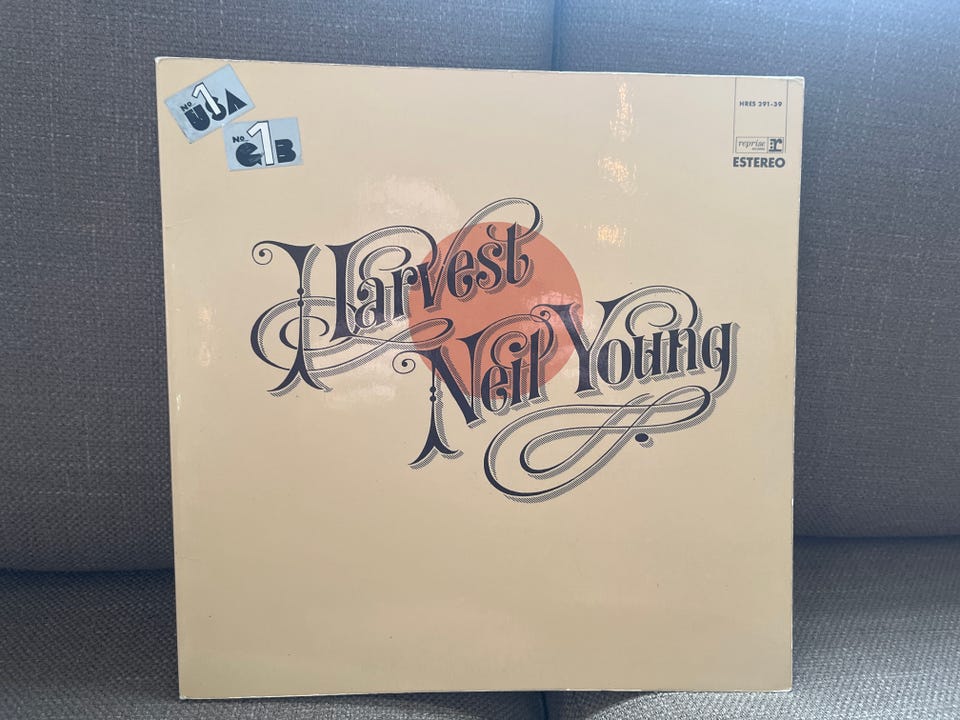 No 1
USA
No 1
GB
HRES 291-39
reprise
ESTEREO
Harvest
Neil Young